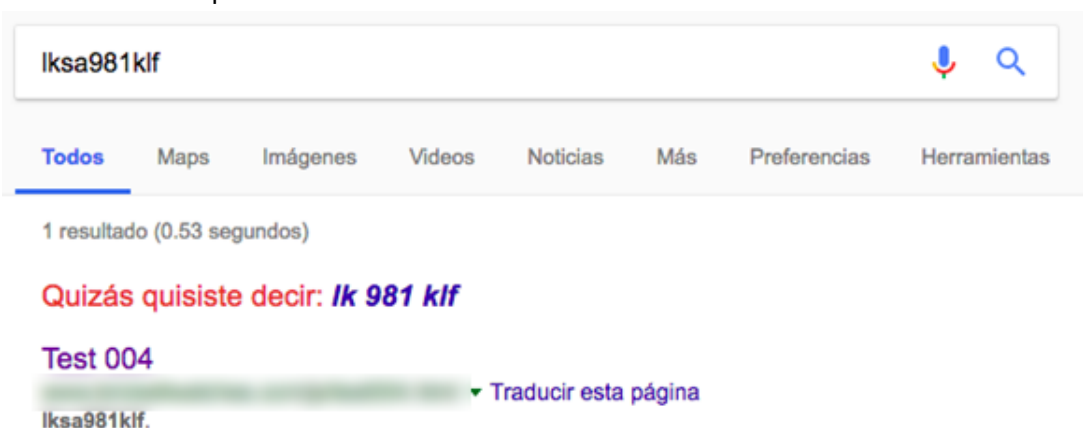 lksa981klf
Todos Maps Imágenes Videos Noticias Más Preferencias Herramientas
1 resultado (0.53 segundos)
Quizás quisiste decir: lk 981 klf
Test 004
Traducir esta página
lksa981klf.